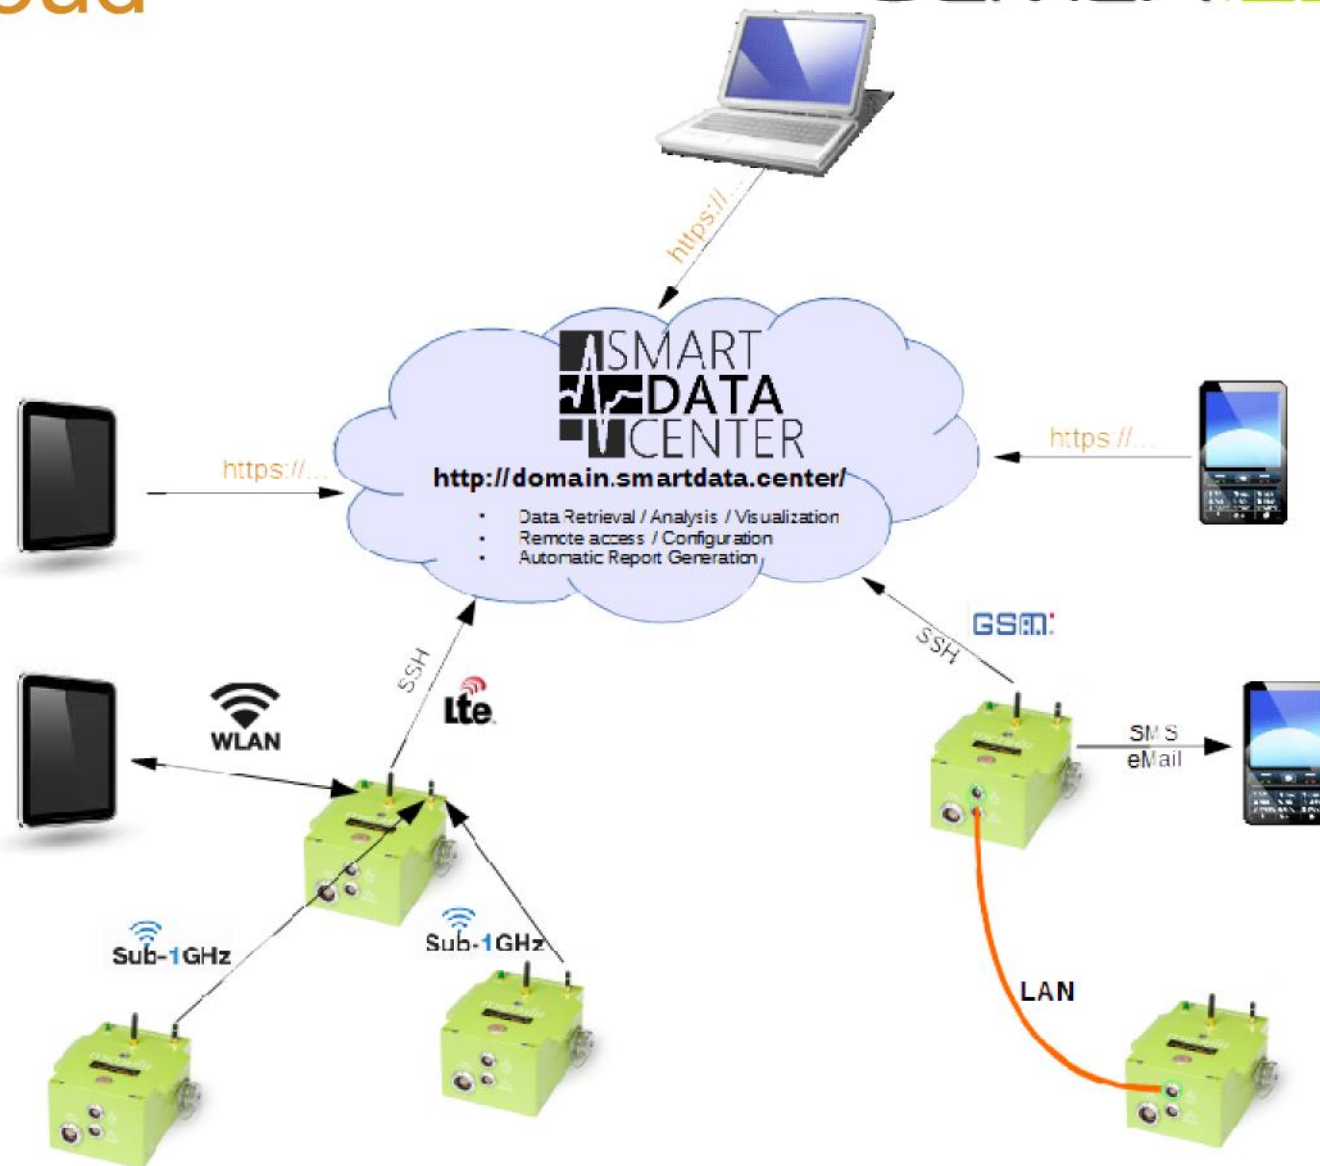 https://...
SMART
DATA
CENTER
http://domain.smartdata.center/
https://...
https://...
• Data Retrieval / Analysis / Visualization
• Remote access / Configuration
• Automatic Report Generation
SSH
GSM
SSH
WLAN
Lte
SMS
eMail
Sub-1GHz
Sub-1GHz
LAN